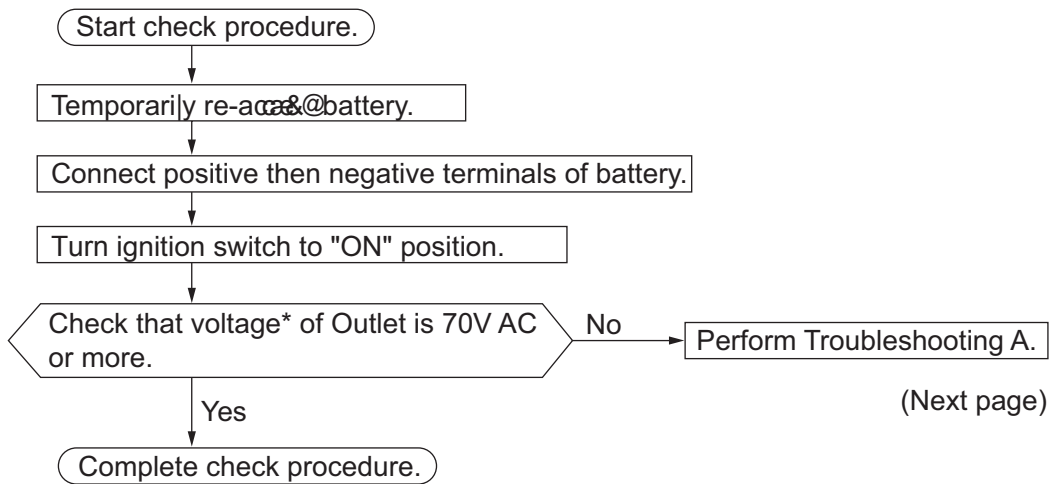 Start check procedure.
Temporari|y re- battery.
Connect positive then negative terminals of battery.
Turn ignition switch to "ON" position.
Check that voltage* of Outlet is 70V AC
or more.
No
Perform Troubleshooting A.
(Next page)
Yes
Complete check procedure.